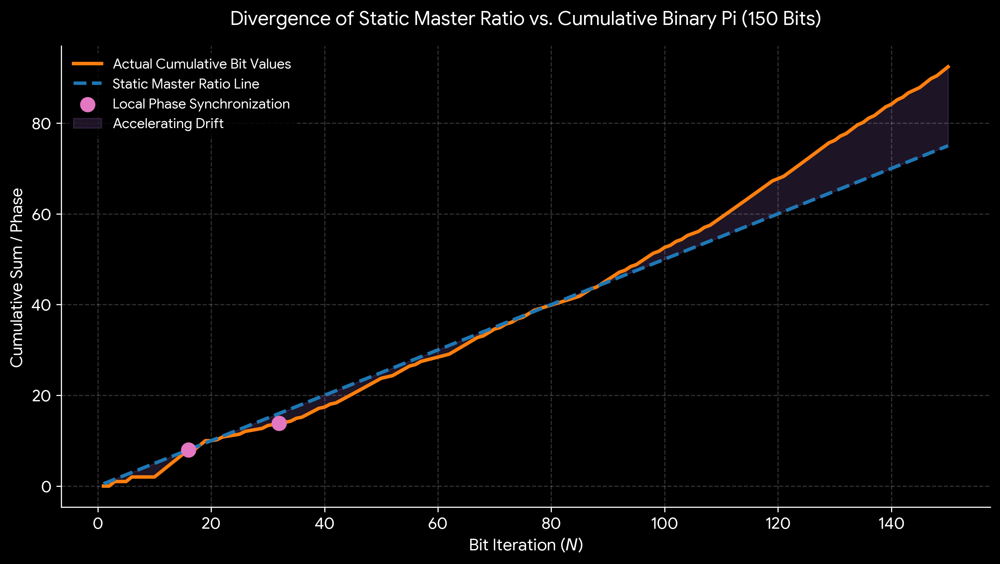 Divergence of Static Master Ratio vs. Cumulative Binary Pi (150 Bits)
Actual Cumulative Bit Values
Static Master Ratio Line
Local Phase Synchronization
Accelerating Drift
Cumulative Sum / Phase
80
60
40
20
0
0 20 40 60 80 100 120 140
Bit Iteration (N)